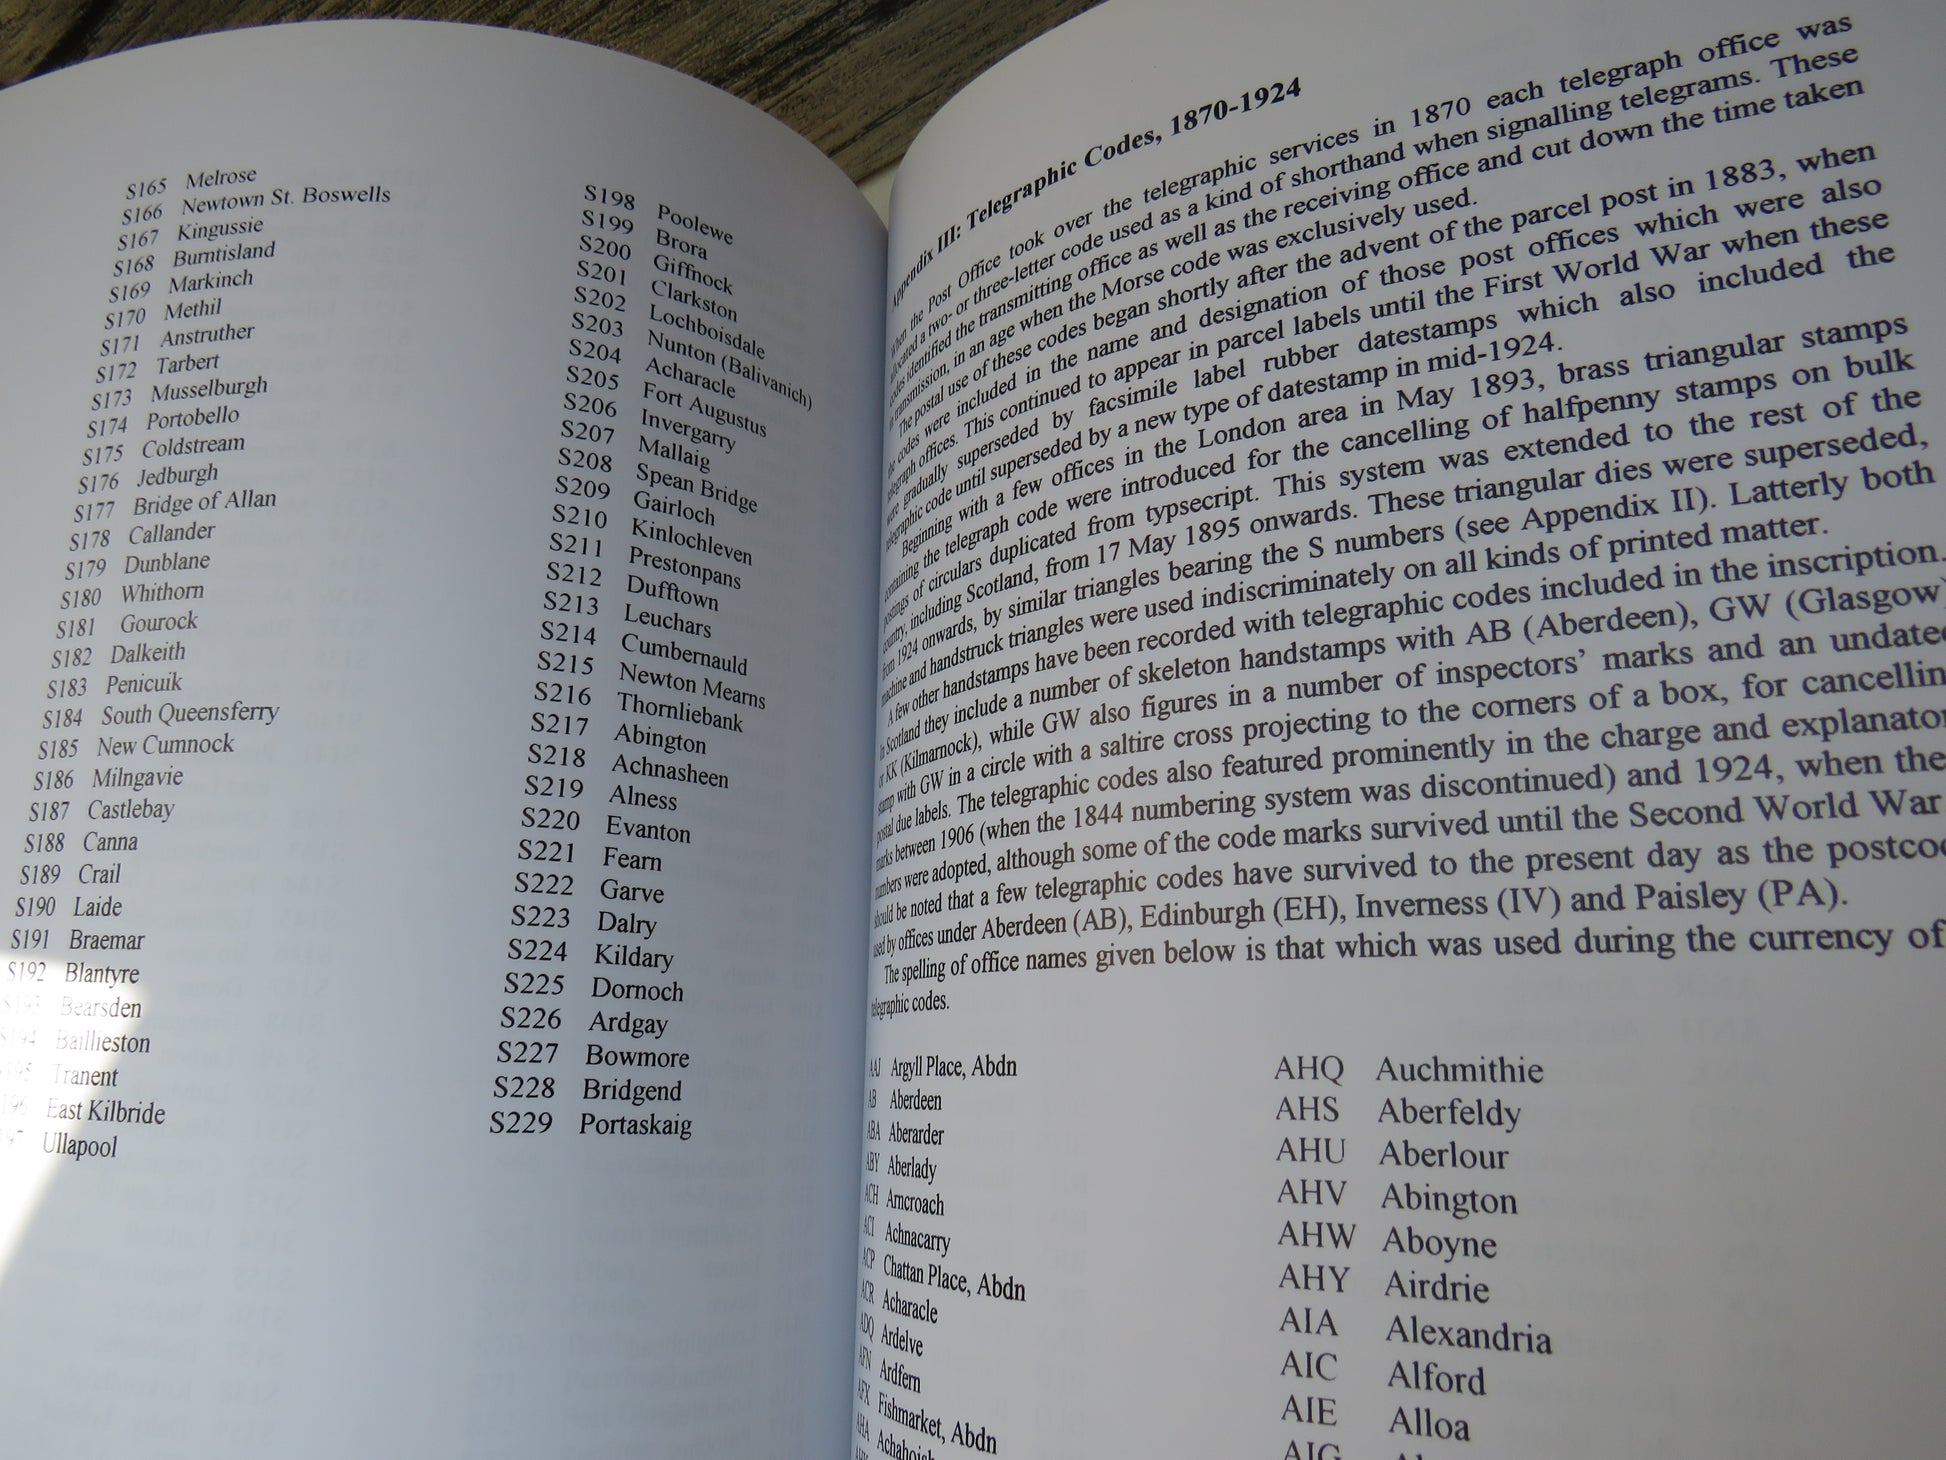 S165 Melrose
S166 Newtown St. Boswells
S167 Kingussie
S168 Burntisland
S169 Markinch
S170 Methil
S171 Anstruther
S172 Tarbert
S173 Musselburgh
S174 Portobello
S175 Coldstream
S176 Jedburgh
S177 Bridge of Allan
S178 Callander
S179 Dunblane
S180 Whithorn
S181 Gourock
S182 Dalkeith
S183 Penicuik
S184 South Queensferry
S185 New Cumnock
S186 Milngavie
S187 Castlebay
S188 Canna
S189 Crail
S190 Laide
S191 Braemar
S192 Blantyre
S193 Bearsden
S194 Baillieston
195 Tranent
96 East Kilbride
97 Ullapool
S198 Poolewe
S199 Brora
S200 Giffnock
S201 Clarkston
S202 Lochboisdale
S203 Nunton (Balivanich)
S204 Acharacle
S205 Fort Augustus
S206 Invergarry
S207 Mallaig
S208 Spean Bridge
S209 Gairloch
S210 Kinlochleven
S211 Prestonpans
S212 Dufftown
S213 Leuchars
S214 Cumbernauld
S215 Newton Mearns
S216 Thornliebank
S217 Abington
S218 Achnasheen
S219 Alness
S220 Evanton
S221 Fearn
S222 Garve
S223 Dalry
S224 Kildary
S225 Dornoch
S226 Ardgay
S227 Bowmore
S228 Bridgend
S229 Portaskaig
Appendix III: Telegraphic Codes, 1870-1924
When the Post Office took over the telegraphic services in 1870 each telegraph office was
allocated a two- or three-letter code used as a kind of shorthand when signalling telegrams. These
codes identified the transmitting office as well as the receiving office and cut down the time taken
in transmission, in an age when the Morse code was exclusively used.
The postal use of these codes began shortly after the advent of the parcel post in 1883, when
the codes were included in the name and designation of those post offices which were also
telegraph offices. This continued to appear in parcel labels until the First World War when these
were gradually superseded by facsimile label rubber datestamps which also included the
telegraphic code until superseded by a new type of datestamp in mid-1924.
Beginning with a few offices in the London area in May 1893, brass triangular stamps
containing the telegraph code were introduced for the cancelling of halfpenny stamps on bulk
postings of circulars duplicated from typsecript. This system was extended to the rest of the
country, including Scotland, from 17 May 1895 onwards. These triangular dies were superseded,
from 1924 onwards, by similar triangles bearing the S numbers (see Appendix II). Latterly both
machine and handstruck triangles were used indiscriminately on all kinds of printed matter.
A few other handstamps have been recorded with telegraphic codes included in the inscription.
In Scotland they include a number of skeleton handstamps with AB (Aberdeen), GW (Glasgow)
or KK (Kilmarnock), while GW also figures in a number of inspectors' marks and an undated
stamp with GW in a circle with a saltire cross projecting to the corners of a box, for cancellin
postal due labels. The telegraphic codes also featured prominently in the charge and explanator
marks between 1906 (when the 1844 numbering system was discontinued) and 1924, when the
numbers were adopted, although some of the code marks survived until the Second World War
should be noted that a few telegraphic codes have survived to the present day as the postcod
used by offices under Aberdeen (AB), Edinburgh (EH), Inverness (IV) and Paisley (PA).
The spelling of office names given below is that which was used during the currency of
telegraphic codes.
AAJ Argyll Place, Abdn
AB Aberdeen
ABA Aberarder
ABY Aberlady
ACH Arncroach
ACI Achnacarry
ACP Chattan Place, Abdn
ACR Acharacle
ADQ Ardelve
AFN Ardfern
AFX Fishmarket, Abdn
AHA
AHQ Auchmithie
AHS Aberfeldy
AHU Aberlour
AHV Abington
AHW Aboyne
AHY Airdrie
AIA Alexandria
AIC Alford
AIE Alloa
AIG